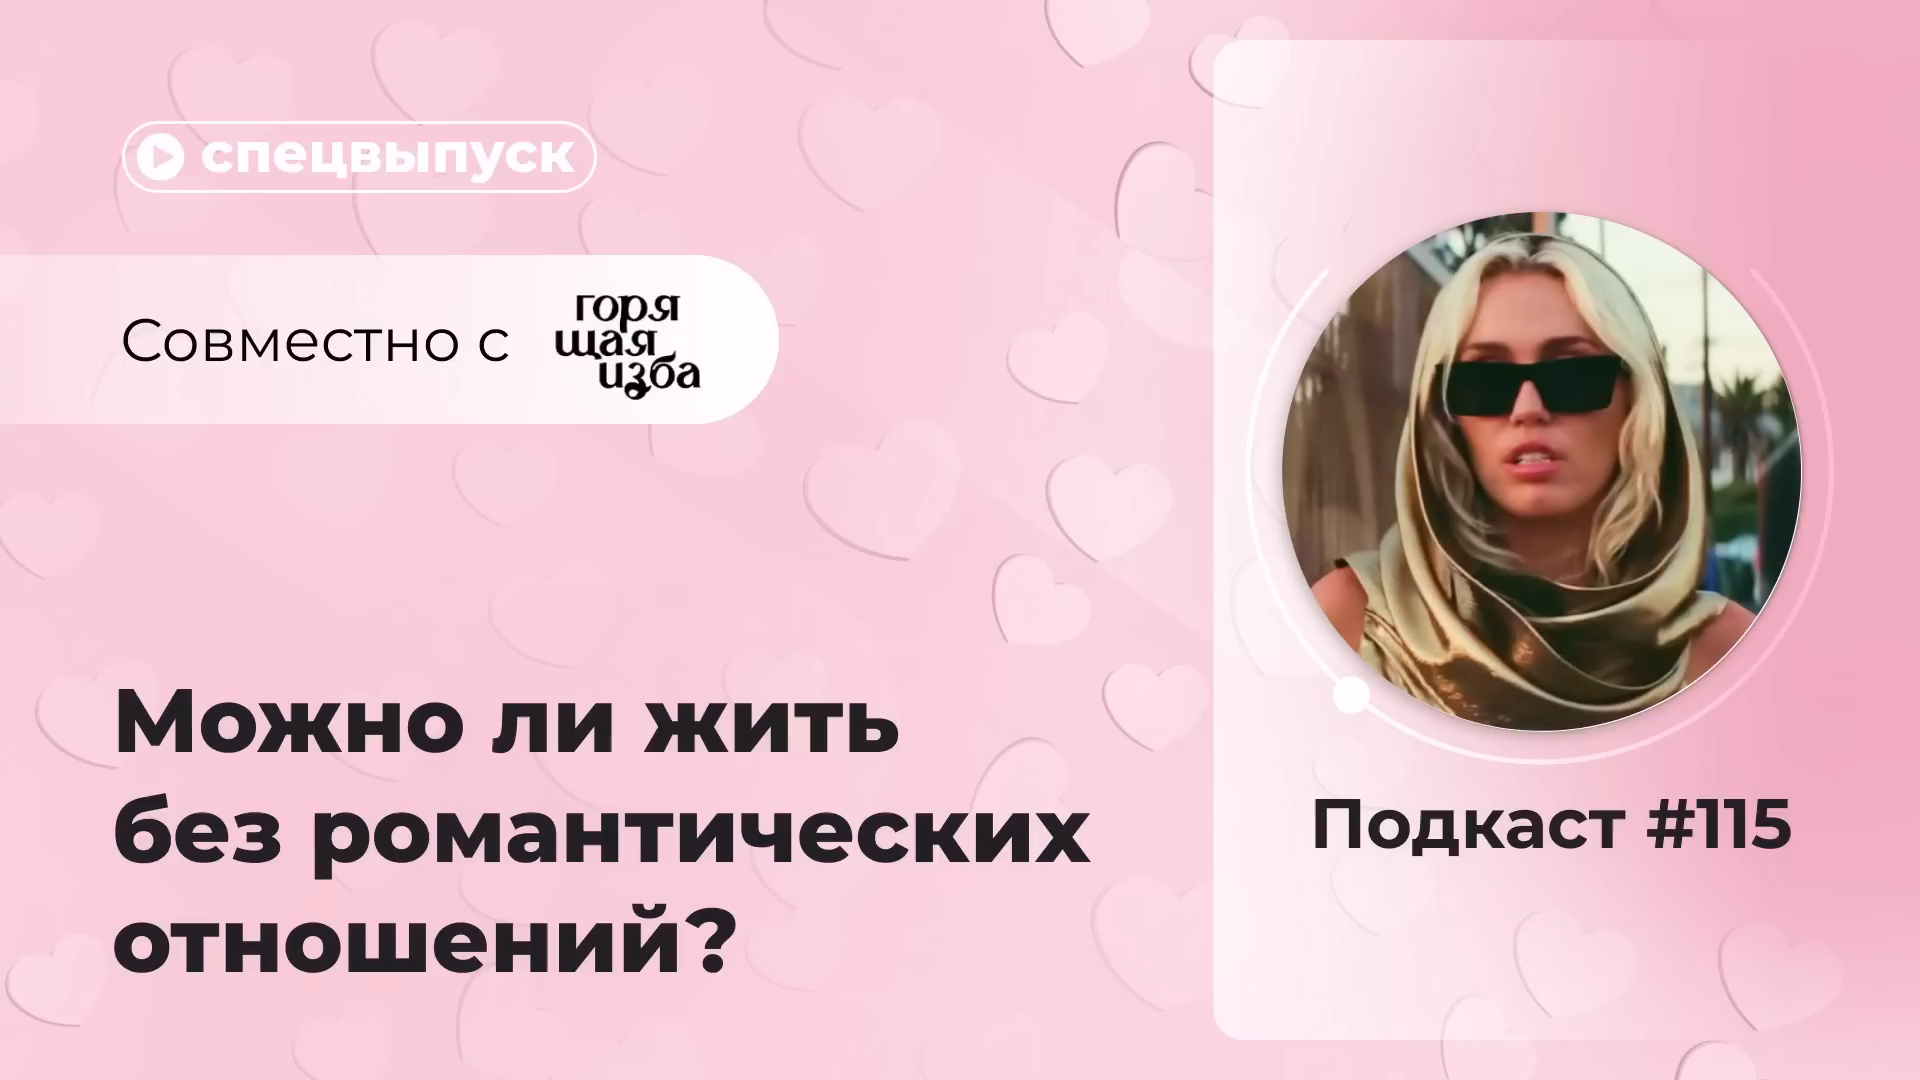 спецвыпуск
Совместно с
горя
щая
изба
Можно ли жить
без романтических
отношений?
Подкаст #115